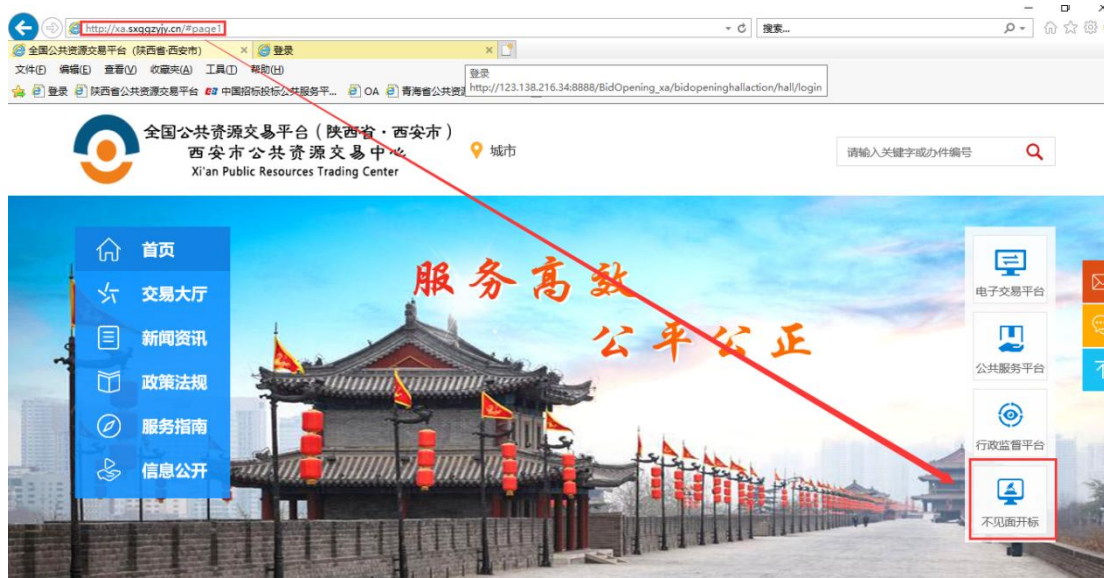 http://xa.sxggzyjy.cn/#page1
搜索...
全国公共资源交易平台（陕西省·西安市）
登录
文件(F) 编辑(E) 查看(V) 收藏夹(A) 工具(T) 帮助(H)
登录
http://123.138.216.34:8888/BidOpening_xa/bidopeninghallaction/hall/login
登录 陕西省公共资源交易平台 中国招标投标公共服务平... OA 青海省公共资
全国公共资源交易平台（陕西省·西安市）
西安市公共资源交易中心
Xi'an Public Resources Trading Center
城市
请输入关键字或办件编号
首页
交易大厅
新闻资讯
政策法规
服务指南
信息公开
服务高效
公平公正
电子交易平台
公共服务平台
行政监督平台
不见面开标